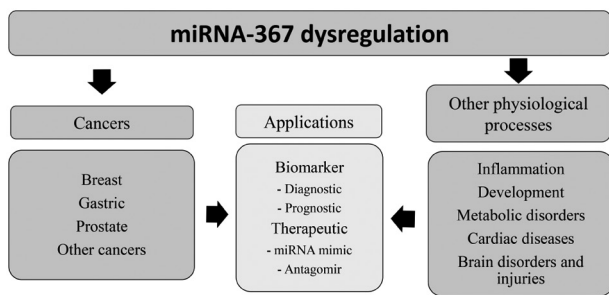 miRNA-367 dysregulation
Cancers
Breast
Gastric
Prostate
Other cancers
Applications
Biomarker
- Diagnostic
- Prognostic
Therapeutic
-miRNA mimic
- Antagomir
Other physiological
processes
Inflammation
Development
Metabolic disorders
Cardiac diseases
Brain disorders and
injuries